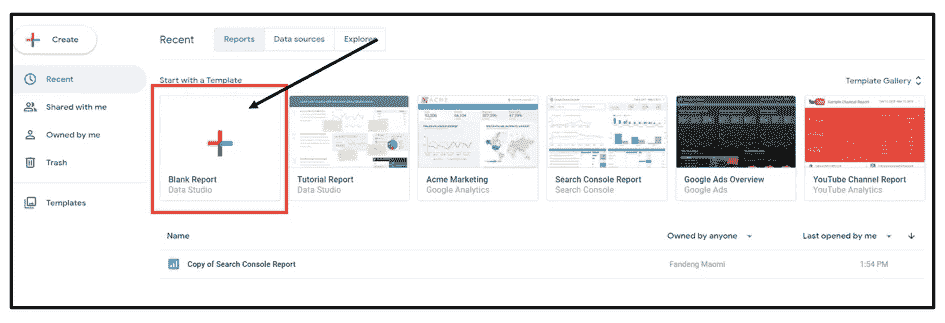 Create
Recent
Reports
Data sources
Explorer
Recent
Shared with me
Owned by me
Trash
Templates
Start with a Template
Template Gallery
Blank Report
Data Studio
Tutorial Report
Data Studio
Acme Marketing
Google Analytics
Search Console Report
Search Console
Google Ads Overview
Google Ads
YouTube Channel Report
YouTube Analytics
Name
Owned by anyone
Last opened by me
Copy of Search Console Report
Fandeng Maomi
1:54 PM